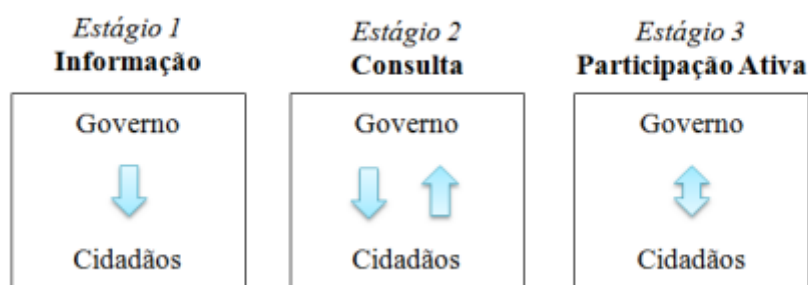 Estágio 1
Informação
Governo
Cidadãos
Estágio 2
Consulta
Governo
Cidadãos
Estágio 3
Participação Ativa
Governo
Cidadãos